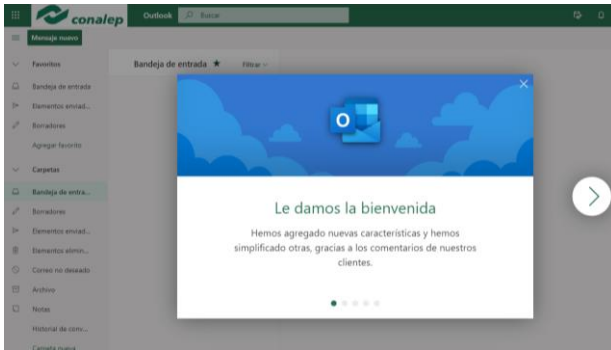 conalep
Outlook
Buscar
Mensaje nuevo
Favoritos
Bandeja de entrada ★ Filtrar
Bandeja de entrada
Elementos enviad...
Borradores
Agregar favorito
Carpetas
Bandeja de entra...
Borradores
Elementos enviad...
Elementos elimin...
Correo no deseado
Archivo
Notas
Historial de conv...
Carpeta nueva
O
Le damos la bienvenida
Hemos agregado nuevas características y hemos
simplificado otras, gracias a los comentarios de nuestros
clientes.